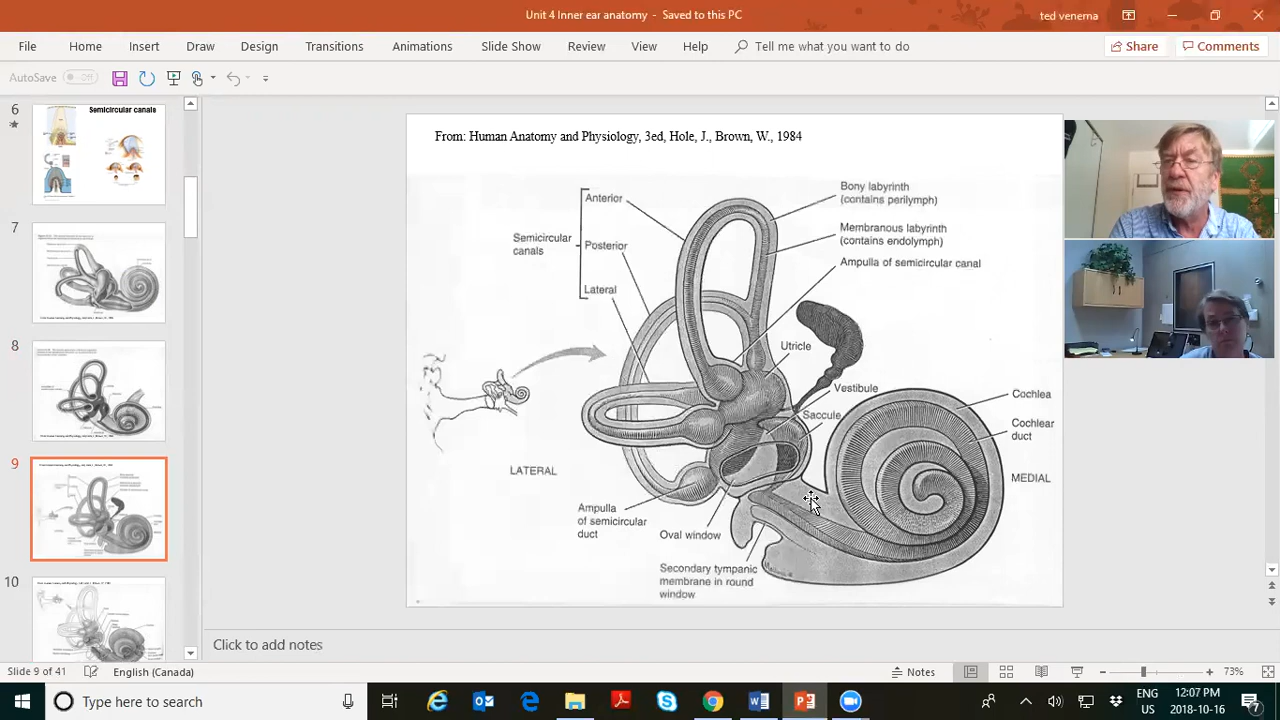 Unit 4 Inner ear anatomy - Saved to this PC
ted venema
File Home Insert Draw Design Transitions Animations Slide Show Review View Help Tell me what you want to do
Share Comments
AutoSave Off
6
Semicircular canals
7
8
9
10
From: Human Anatomy and Physiology, 3ed, Hole, J., Brown, W., 1984
Anterior
Semicircular
canals
Posterior
Lateral
Bony labyrinth
(contains perilymph)
Membranous labyrinth
(contains endolymph)
Ampulla of semicircular canal
Utricle
Vestibule
Saccule
Cochlea
Cochlear
duct
MEDIAL
LATERAL
Ampulla
of semicircular
duct
Oval window
Secondary tympanic
membrane in round
window
Click to add notes
Slide 9 of 41 English (Canada) Notes 73%
Type here to search
ENG
US
12:07 PM
2018-10-16
7